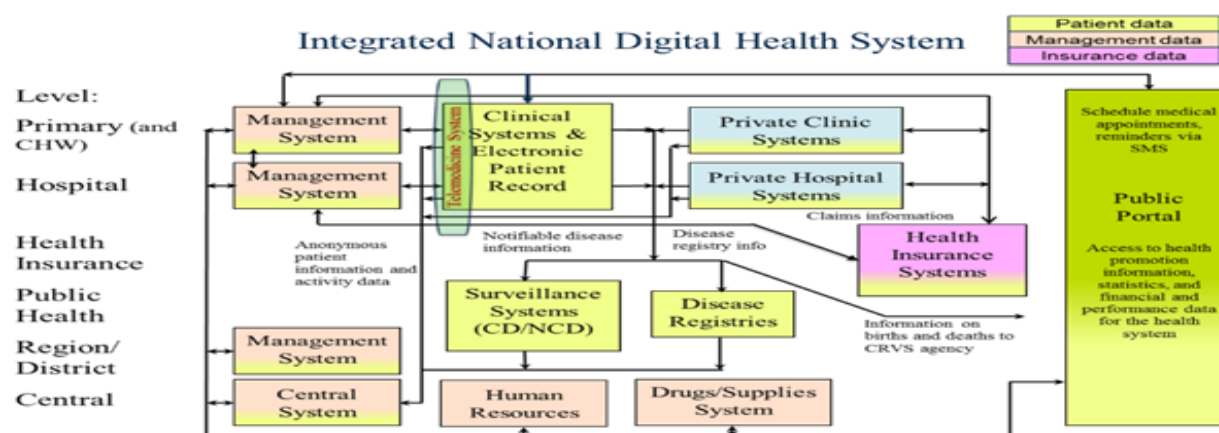 Integrated National Digital Health System
Patient data
Management data
Insurance data
Level:
Primary (and
CHW)
Hospital
Health
Insurance
Public
Health
Region/
District
Central
Management
System
Management
System
Telemedicine System
Clinical
Systems &
Electronic
Patient
Record
Private Clinic
Systems
Private Hospital
Systems
Claims information
Anonymous
patient
information and
activity data
Notifiable disease
information
Disease
registry info
Health
Insurance
Systems
Surveillance
Systems
(CD/NCD)
Disease
Registries
Information on
births and deaths to
CRVS agency
Management
System
Central
System
Human
Resources
Drugs/Supplies
System
Schedule medical
appointments,
reminders via
SMS
Public
Portal
Access to health
promotion
information,
statistics, and
financial and
performance data
for the health
system